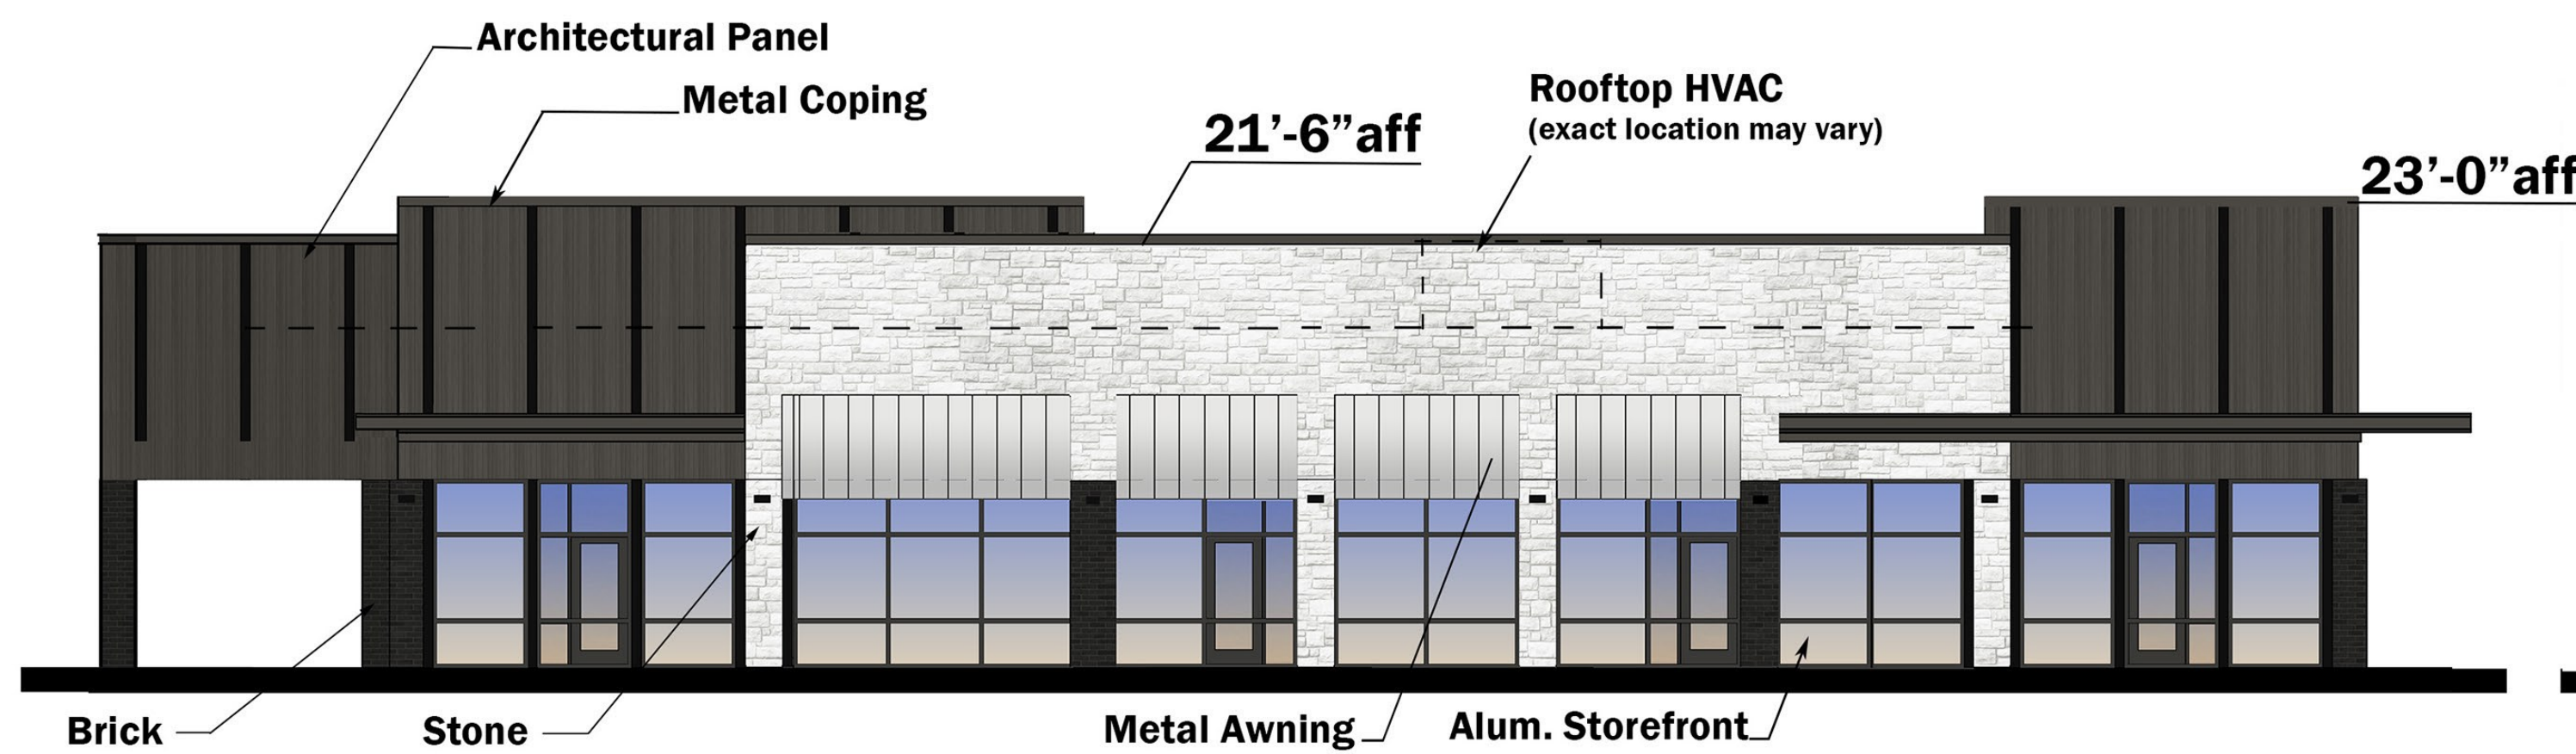 Architectural Panel
Metal Coping
Rooftop HVAC
(exact location may vary)
21’-6”aff
23’-0”aff
Brick
Stone
Metal Awning
Alum. Storefront